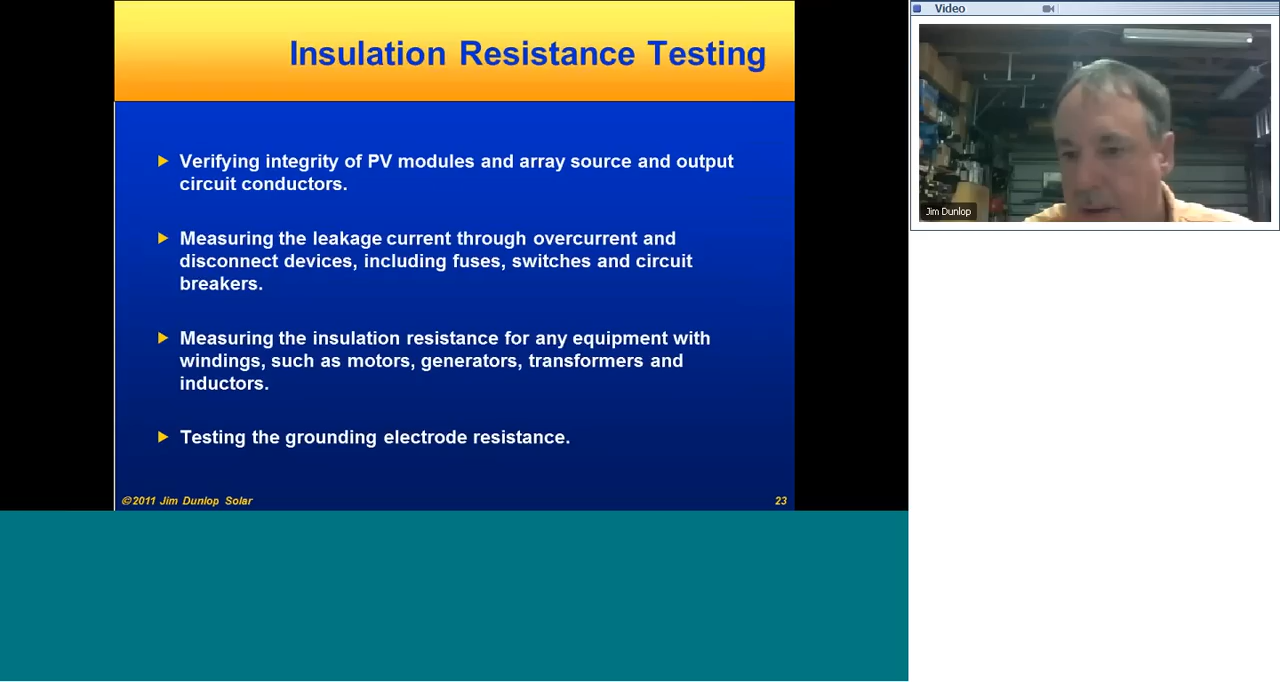 Insulation Resistance Testing
Verifying integrity of PV modules and array source and output
circuit conductors.
Measuring the leakage current through overcurrent and
disconnect devices, including fuses, switches and circuit
breakers.
Measuring the insulation resistance for any equipment with
windings, such as motors, generators, transformers and
inductors.
Testing the grounding electrode resistance.
©2011 Jim Dunlop Solar
23
Video
Jim Dunlop